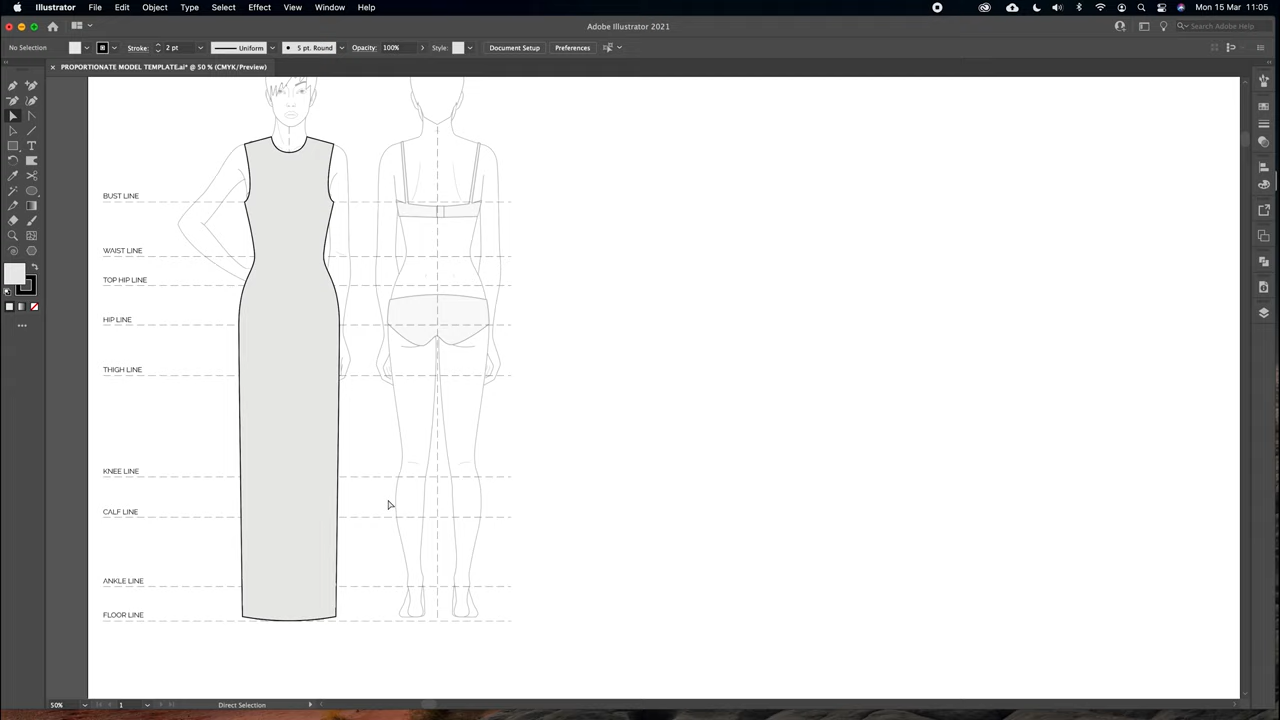 Illustrator File Edit Object Type Select Effect View Window Help Mon 15 Mar 11:05
Adobe Illustrator 2021 Search Adobe Help
No Selection Stroke: 2 pt Uniform 5 pt. Round Opacity: 100% Style: Document Setup Preferences
× PROPORTIONATE MODEL TEMPLATE.ai* @ 50 % (CMYK/Preview)
BUST LINE
WAIST LINE
TOP HIP LINE
HIP LINE
THIGH LINE
KNEE LINE
CALF LINE
ANKLE LINE
FLOOR LINE
50% 1 Direct Selection